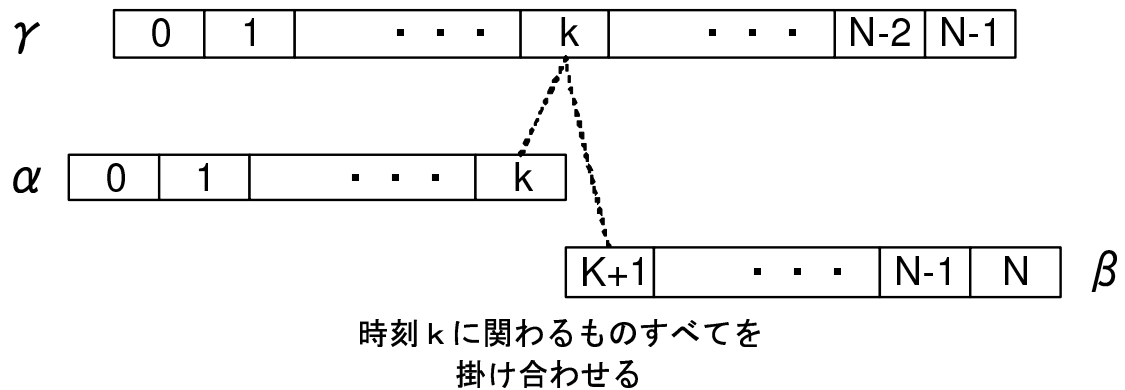 γ 0 1 ・・・ k ・・・ N-2 N-1
α 0 1 ・・・ k
K+1 ・・・ N-1 N β
時刻ｋに関わるものすべてを
掛け合わせる